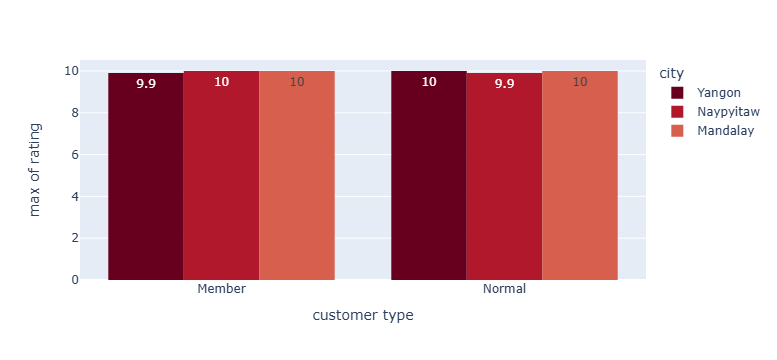 city
Yangon
Naypyitaw
Mandalay
max of rating
10
8
6
4
2
0
9.9
10
10
10
9.9
10
Member
Normal
customer type